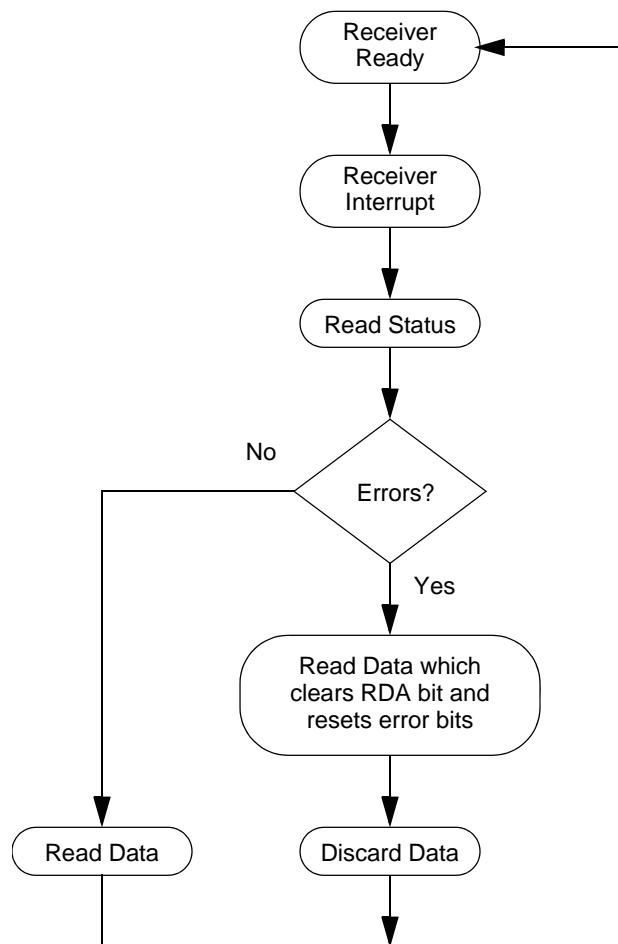 Receiver
Ready
Receiver
Interrupt
Read Status
No
Errors?
Yes
Read Data which
clears RDA bit and
resets error bits
Read Data
Discard Data